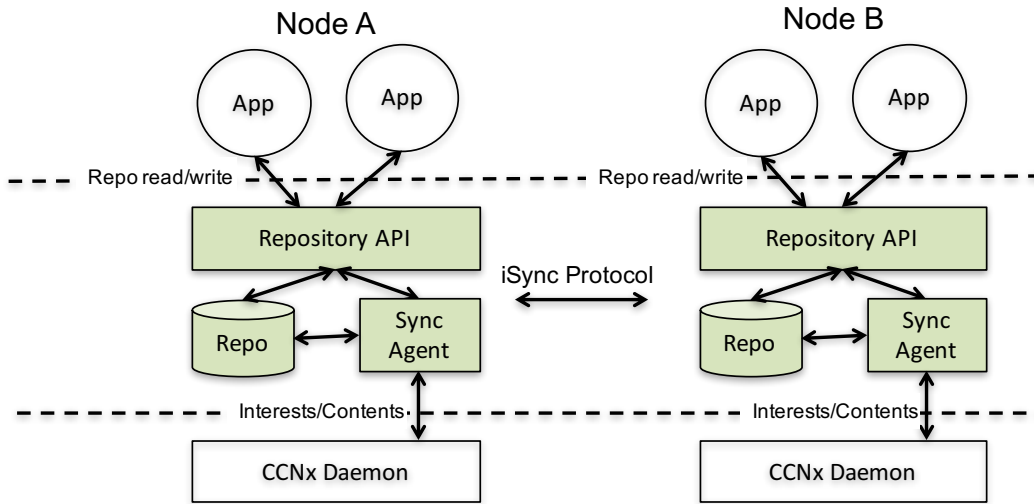 Node A
Node B
App
App
App
App
Repo read/write
Repo read/write
Repository API
Repository API
iSync Protocol
Repo
Sync
Agent
Repo
Sync
Agent
Interests/Contents
Interests/Contents
CCNx Daemon
CCNx Daemon